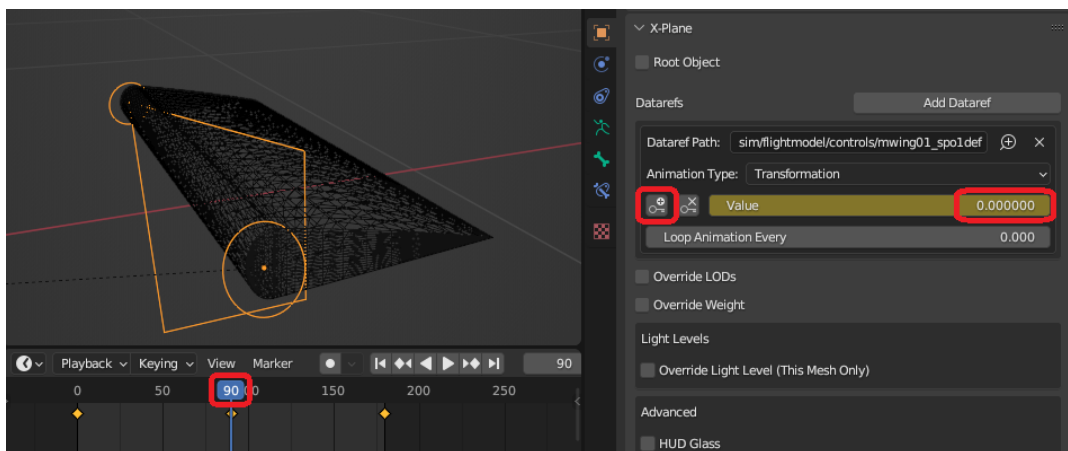 X-Plane
Root Object
Datarefs Add Dataref
Dataref Path: sim/flightmodel/controls/mwing01_spo1def
Animation Type: Transformation
Value 0.000000
Loop Animation Every 0.000
Override LODs
Override Weight
Light Levels
Override Light Level (This Mesh Only)
Advanced
HUD Glass
Playback Keying View Marker 90
0 50 90 150 200 250